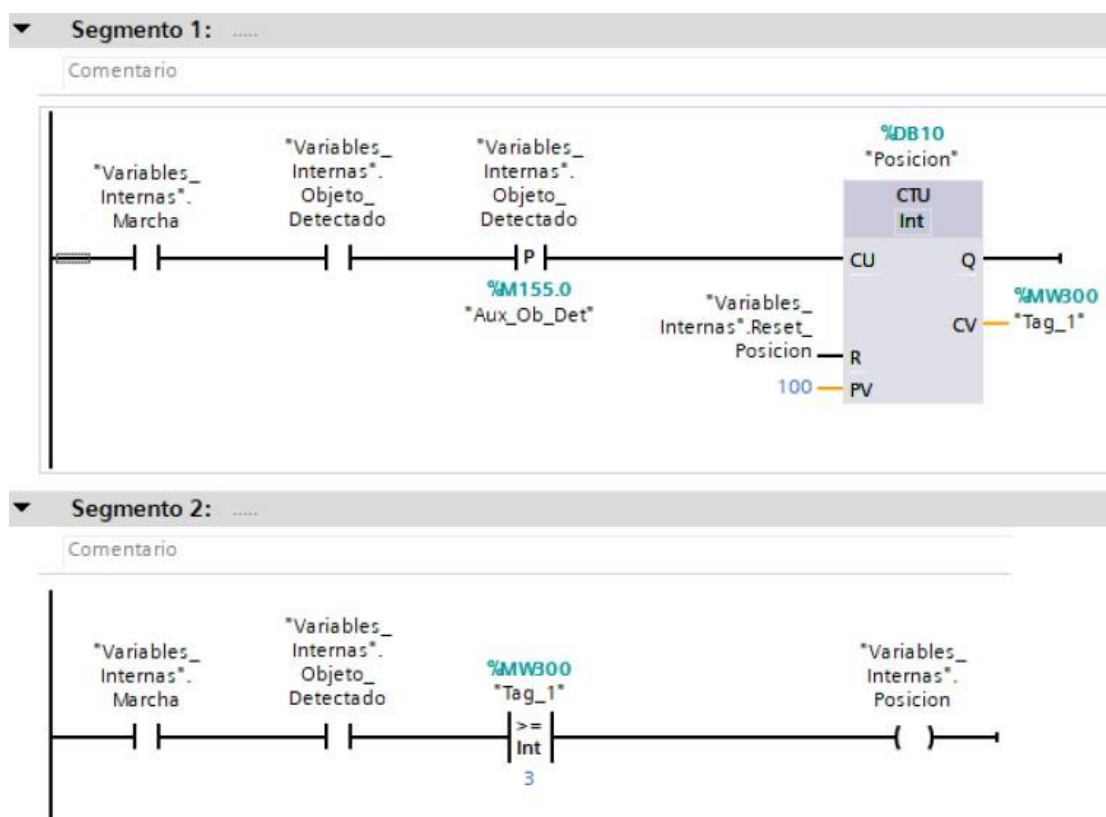 Segmento 1: .....
Comentario
"Variables_
Internas".
Marcha
"Variables_
Internas".
Objeto_
Detectado
"Variables_
Internas".
Objeto_
Detectado
P
%M155.0
"Aux_Ob_Det"
%DB10
"Posicion"
CTU
Int
CU Q
"Variables_
Internas".Reset_
Posicion
R
100
PV
CV
%MW300
"Tag_1"
Segmento 2: .....
Comentario
"Variables_
Internas".
Marcha
"Variables_
Internas".
Objeto_
Detectado
%MW300
"Tag_1"
>=
Int
3
"Variables_
Internas".
Posicion